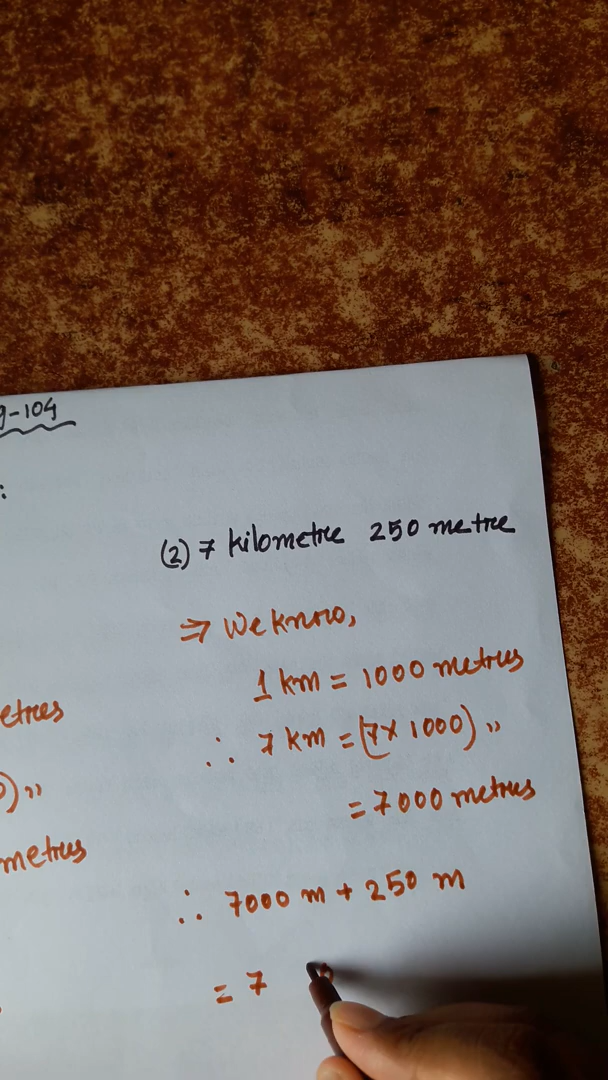 9-104
:
(2) 7 kilometre 250 metre
⇒ We know,
1 km = 1000 metres
etres
∴ 7 km = (7 × 1000) ,,
) ,,
= 7000 metres
metres
∴ 7000 m + 250 m
= 7